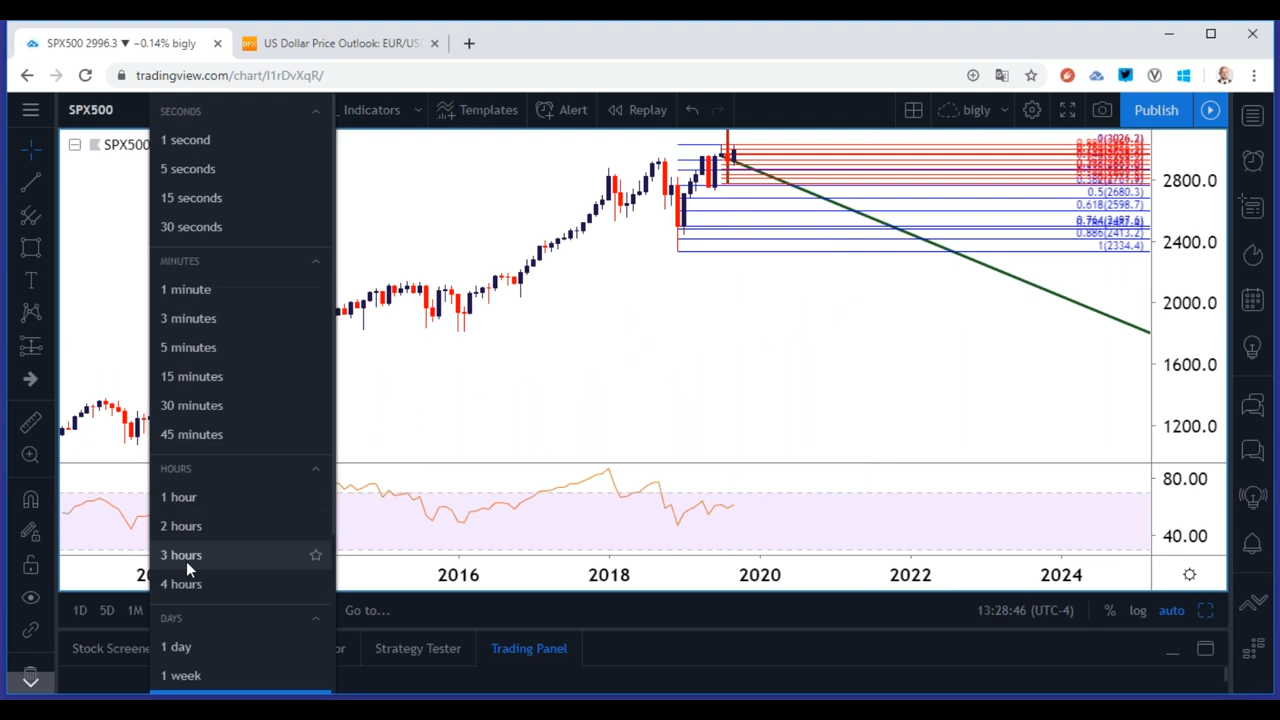 SPX500 2996.3 ▼ −0.14% bigly
US Dollar Price Outlook: EUR/USD
tradingview.com/chart/I1rDvXqR/
SPX500
Indicators
Templates
Alert
Replay
bigly
Publish
SPX500
SECONDS
1 second
5 seconds
15 seconds
30 seconds
MINUTES
1 minute
3 minutes
5 minutes
15 minutes
30 minutes
45 minutes
HOURS
1 hour
2 hours
3 hours
4 hours
DAYS
1 day
1 week
0(3026.2)
0.5(2680.3)
0.618(2598.7)
0.886(2413.2)
1(2334.4)
2800.0
2400.0
2000.0
1600.0
1200.0
80.00
40.00
20
2016
2018
2020
2022
2024
1D
5D
1M
Go to...
13:28:46 (UTC-4)
%
log
auto
Stock Screene
or
Strategy Tester
Trading Panel